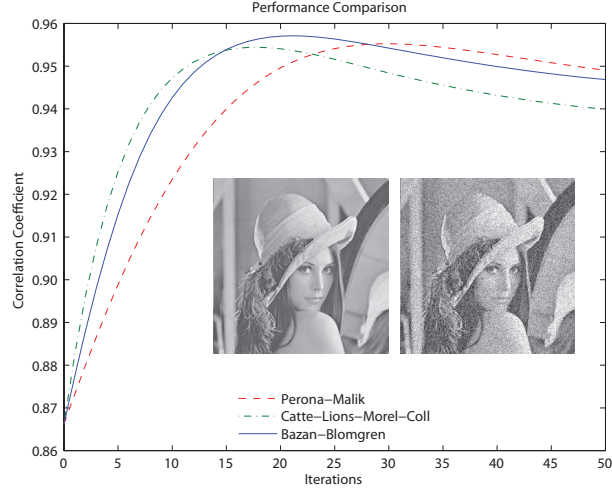 Performance Comparison
0.96
0.95
0.94
0.93
0.92
0.91
0.90
0.89
0.88
0.87
0.86
Correlation Coefficient
Perona−Malik
Catte−Lions−Morel−Coll
Bazan−Blomgren
0 5 10 15 20 25 30 35 40 45 50
Iterations